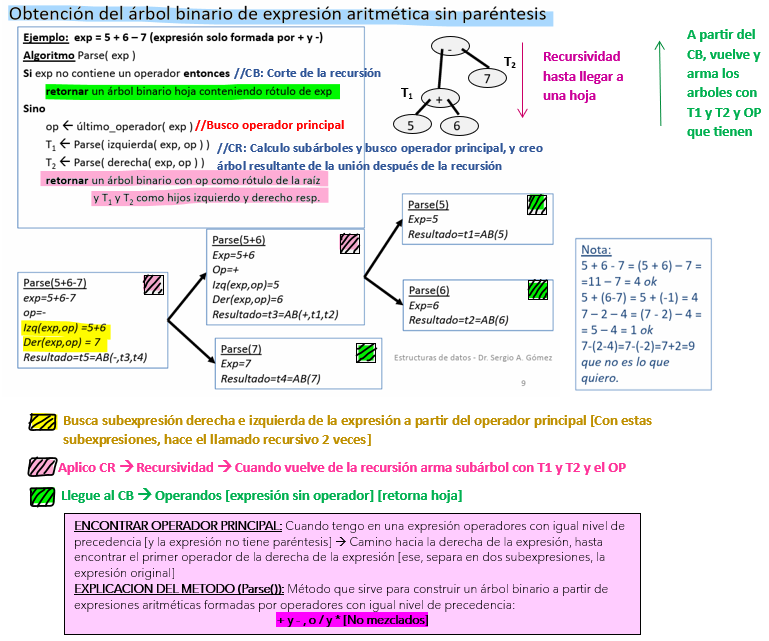 Obtención del árbol binario de expresión aritmética sin paréntesis
Ejemplo: exp = 5 + 6 – 7 (expresión solo formada por + y -)
Algoritmo Parse( exp )
Si exp no contiene un operador entonces //CB: Corte de la recursión
retornar un árbol binario hoja conteniendo rótulo de exp
Sino
op ← último_operador( exp ) //Busco operador principal
T1 ← Parse( izquierda( exp, op ) ) //CR: Calculo subárboles y busco operador principal, y creo
T2 ← Parse( derecha( exp, op ) ) árbol resultante de la unión después de la recursión
retornar un árbol binario con op como rótulo de la raíz
y T1 y T2 como hijos izquierdo y derecho resp.
-
T2
7
T1
+
5
6
Recursividad
hasta llegar a
una hoja
A partir del
CB, vuelve y
arma los
arboles con
T1 y T2 y OP
que tienen
Parse(5+6-7)
exp=5+6-7
op=-
Izq(exp,op) =5+6
Der(exp,op) = 7
Resultado=t5=AB(-,t3,t4)
Parse(5+6)
Exp=5+6
Op=+
Izq(exp,op)=5
Der(exp,op)=6
Resultado=t3=AB(+,t1,t2)
Parse(7)
Exp=7
Resultado=t4=AB(7)
Parse(5)
Exp=5
Resultado=t1=AB(5)
Parse(6)
Exp=6
Resultado=t2=AB(6)
Estructuras de datos - Dr. Sergio A. Gómez
9
Nota:
5 + 6 - 7 = (5 + 6) – 7 =
=11 – 7 = 4 ok
5 + (6-7) = 5 + (-1) = 4
7 – 2 – 4 = (7 - 2) – 4 =
= 5 – 4 = 1 ok
7-(2-4)=7-(-2)=7+2=9
que no es lo que
quiero.
Busca subexpresión derecha e izquierda de la expresión a partir del operador principal [Con estas
subexpresiones, hace el llamado recursivo 2 veces]
Aplico CR → Recursividad → Cuando vuelve de la recursión arma subárbol con T1 y T2 y el OP
Llegue al CB → Operandos [expresión sin operador] [retorna hoja]
ENCONTRAR OPERADOR PRINCIPAL: Cuando tengo en una expresión operadores con igual nivel de
precedencia [y la expresión no tiene paréntesis] → Camino hacia la derecha de la expresión, hasta
encontrar el primer operador de la derecha de la expresión [ese, separa en dos subexpresiones, la
expresión original]
EXPLICACION DEL METODO (Parse()): Método que sirve para construir un árbol binario a partir de
expresiones aritméticas formadas por operadores con igual nivel de precedencia:
+ y - , o / y * [No mezclados]